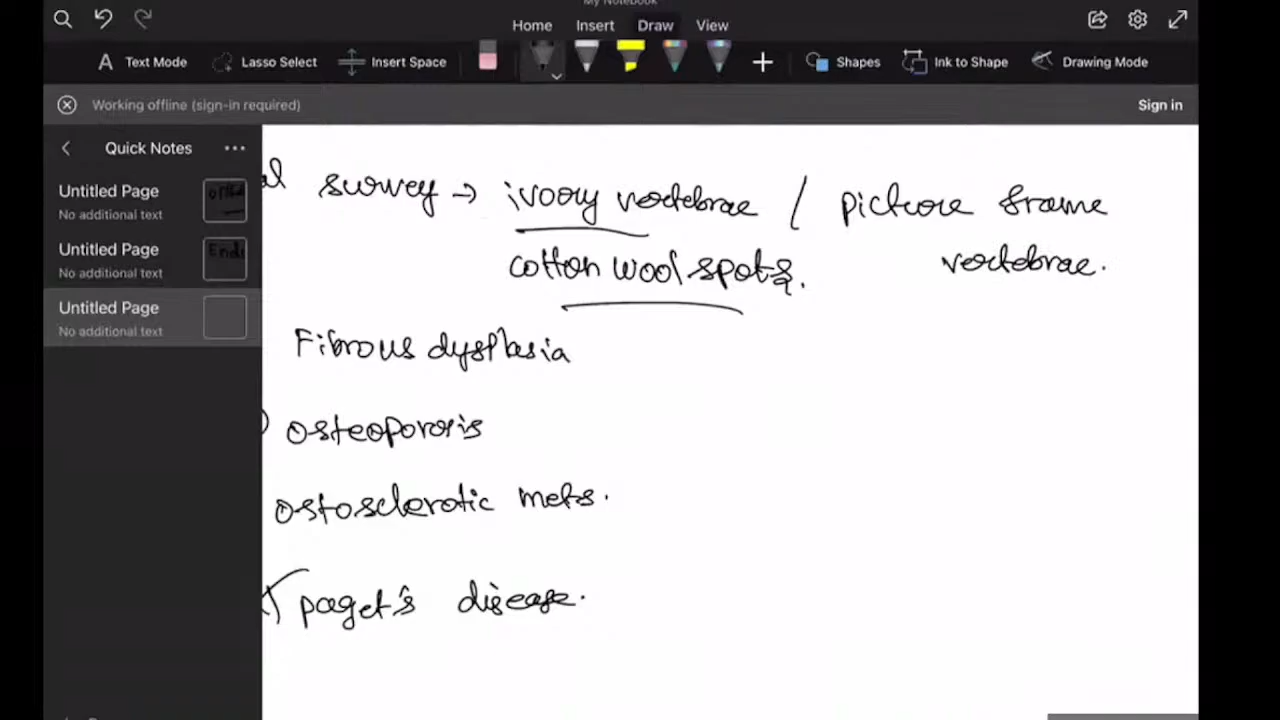 My Notebook
Home Insert Draw View
Text Mode Lasso Select Insert Space Shapes Ink to Shape Drawing Mode
Working offline (sign-in required) Sign in
Quick Notes
Untitled Page
No additional text
Untitled Page
No additional text
Untitled Page
No additional text
al survey → ivory vertebrae / picture frame
cotton wool spots. vertebrae.
Fibrous dysplasia
) osteoporosis
ostosclerotic mets.
paget's disease.